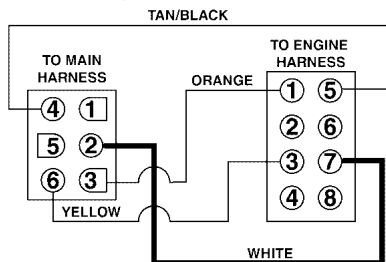 TAN/BLACK
TO MAIN
HARNESS
TO ENGINE
HARNESS
ORANGE
4 1
5 2
6 3
1 5
2 6
3 7
4 8
YELLOW
WHITE